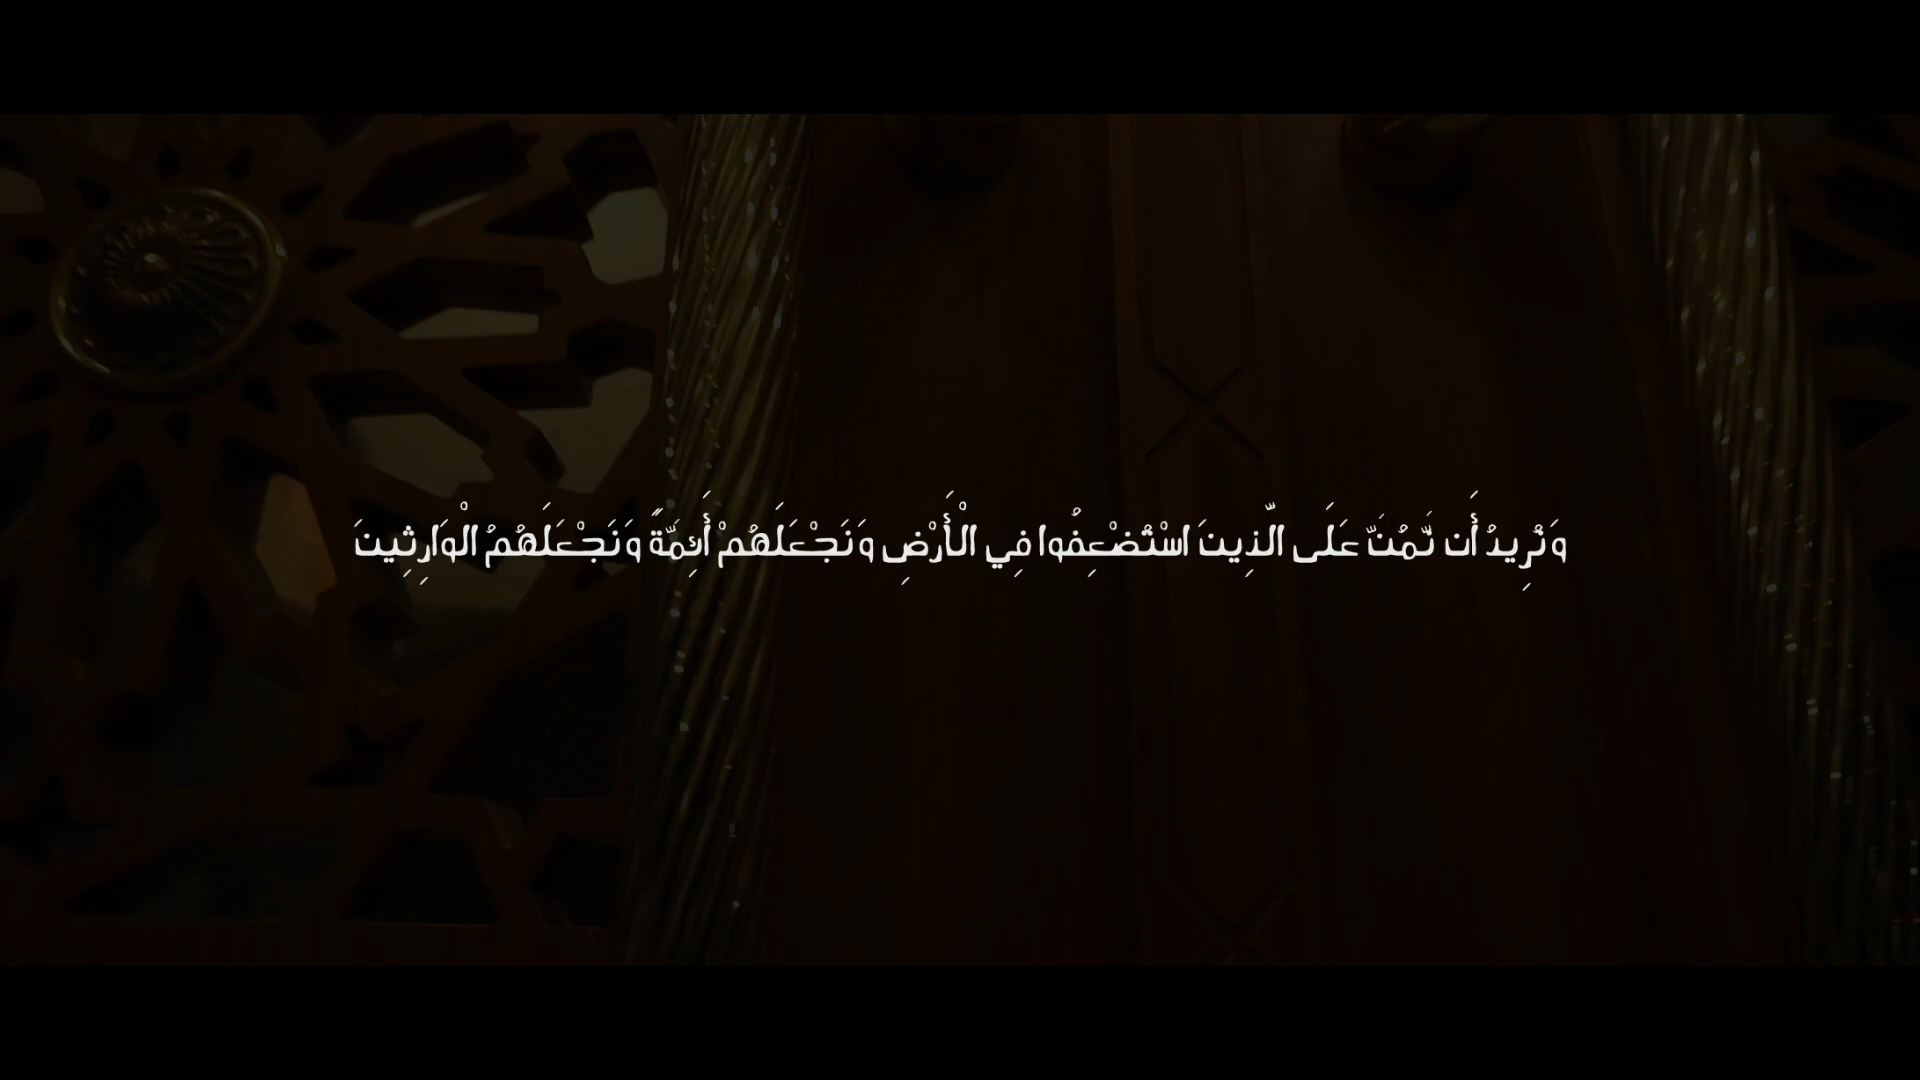 وَنُرِيدُ أَن نَّمُنَّ عَلَى الَّذِينَ اسْتُضْعِفُوا فِي الْأَرْضِ وَنَجْعَلَهُمْ أَئِمَّةً وَنَجْعَلَهُمُ الْوَارِثِينَ